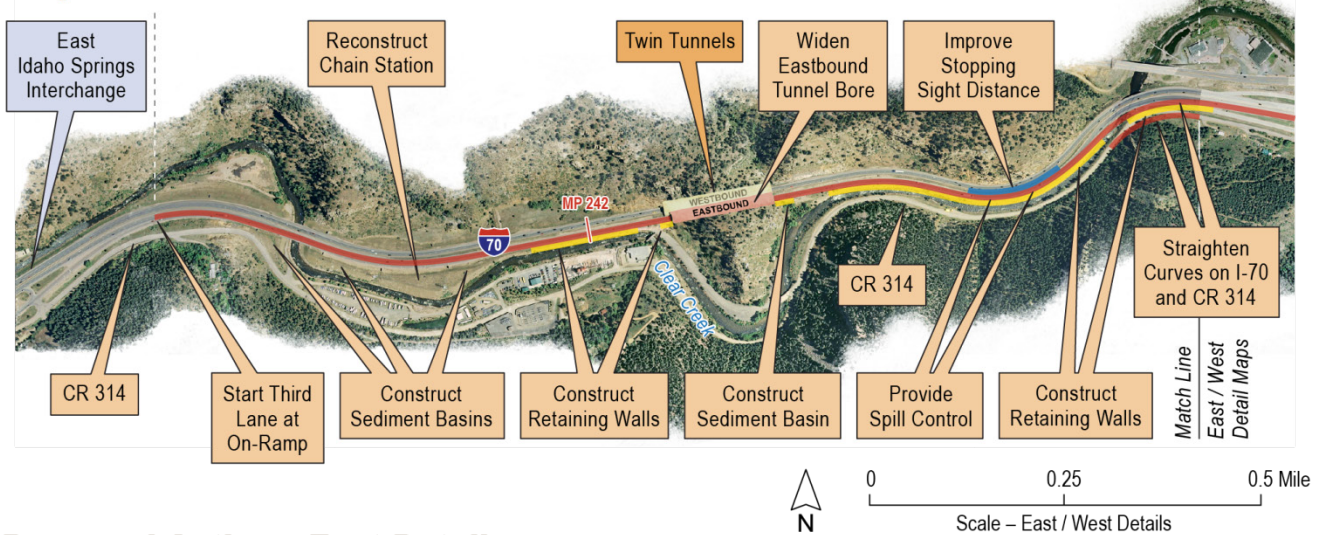 East
Idaho Springs
Interchange
Reconstruct
Chain Station
Twin Tunnels
Widen
Eastbound
Tunnel Bore
Improve
Stopping
Sight Distance
WESTBOUND
EASTBOUND
MP 242
70
Clear Creek
CR 314
Straighten
Curves on I-70
and CR 314
CR 314
Start Third
Lane at
On-Ramp
Construct
Sediment Basins
Construct
Retaining Walls
Construct
Sediment Basin
Provide
Spill Control
Construct
Retaining Walls
Match Line
East / West
Detail Maps
N
0 0.25 0.5 Mile
Scale – East / West Details